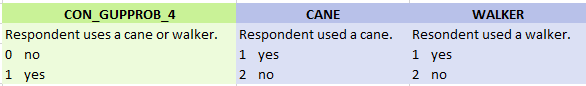 CON_GUPPROB_4 CANE WALKER
Respondent uses a cane or walker. Respondent used a cane. Resondent used a walker.
0 no 1 yes 1 yes
1 yes 2 no 2 no